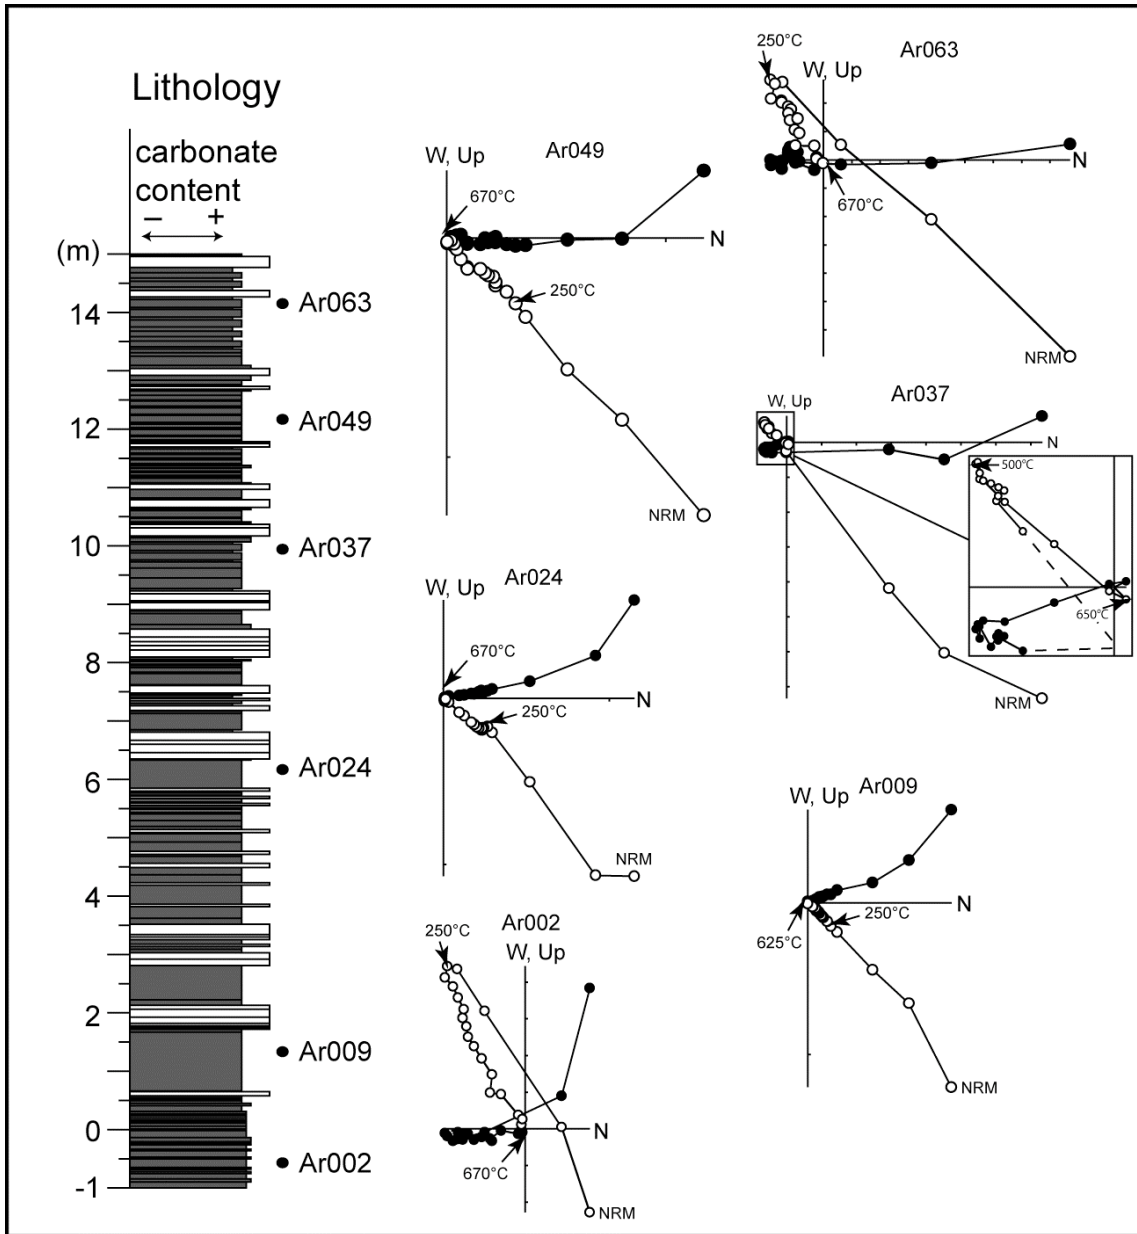 Lithology
carbonate
content
− +
(m)
14
12
10
8
6
4
2
0
-1
Ar063
Ar049
Ar037
Ar024
Ar009
Ar002
Ar049
W, Up
670°C
N
250°C
NRM
250°C
Ar063
W, Up
N
670°C
NRM
Ar037
W, Up
N
500°C
650°C
NRM
Ar024
W, Up
670°C
N
250°C
NRM
Ar009
W, Up
N
250°C
625°C
NRM
Ar002
250°C
W, Up
N
670°C
NRM